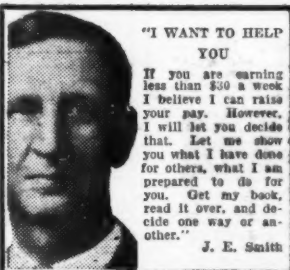 "I WANT TO HELP
YOU
If you are earning
less than $30 a week
I believe I can raise
your pay. However,
I will let you decide
that. Let me show
you what I have done
for others, what I am
prepared to do for
you. Get my book,
read it over, and de-
cide one way or an-
other."
J. E. Smith